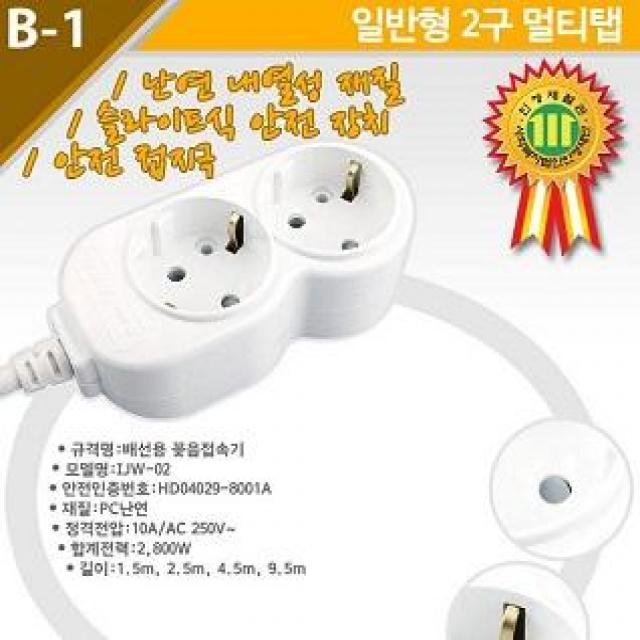 B-1
일반형 2구 멀티탭
/ 난연 내열성 재질
/ 슬라이트식 안전 장치
/ 안전 접지극
• 규격명:배선용 꽂음접속기
• 모델명:IJW-02
• 안전인증번호:HD04029-8001A
• 재질:PC난연
• 정격전압:10A/AC 250V~
• 합계전력:2,800W
• 길이:1.5m, 2.5m, 4.5m, 9.5m